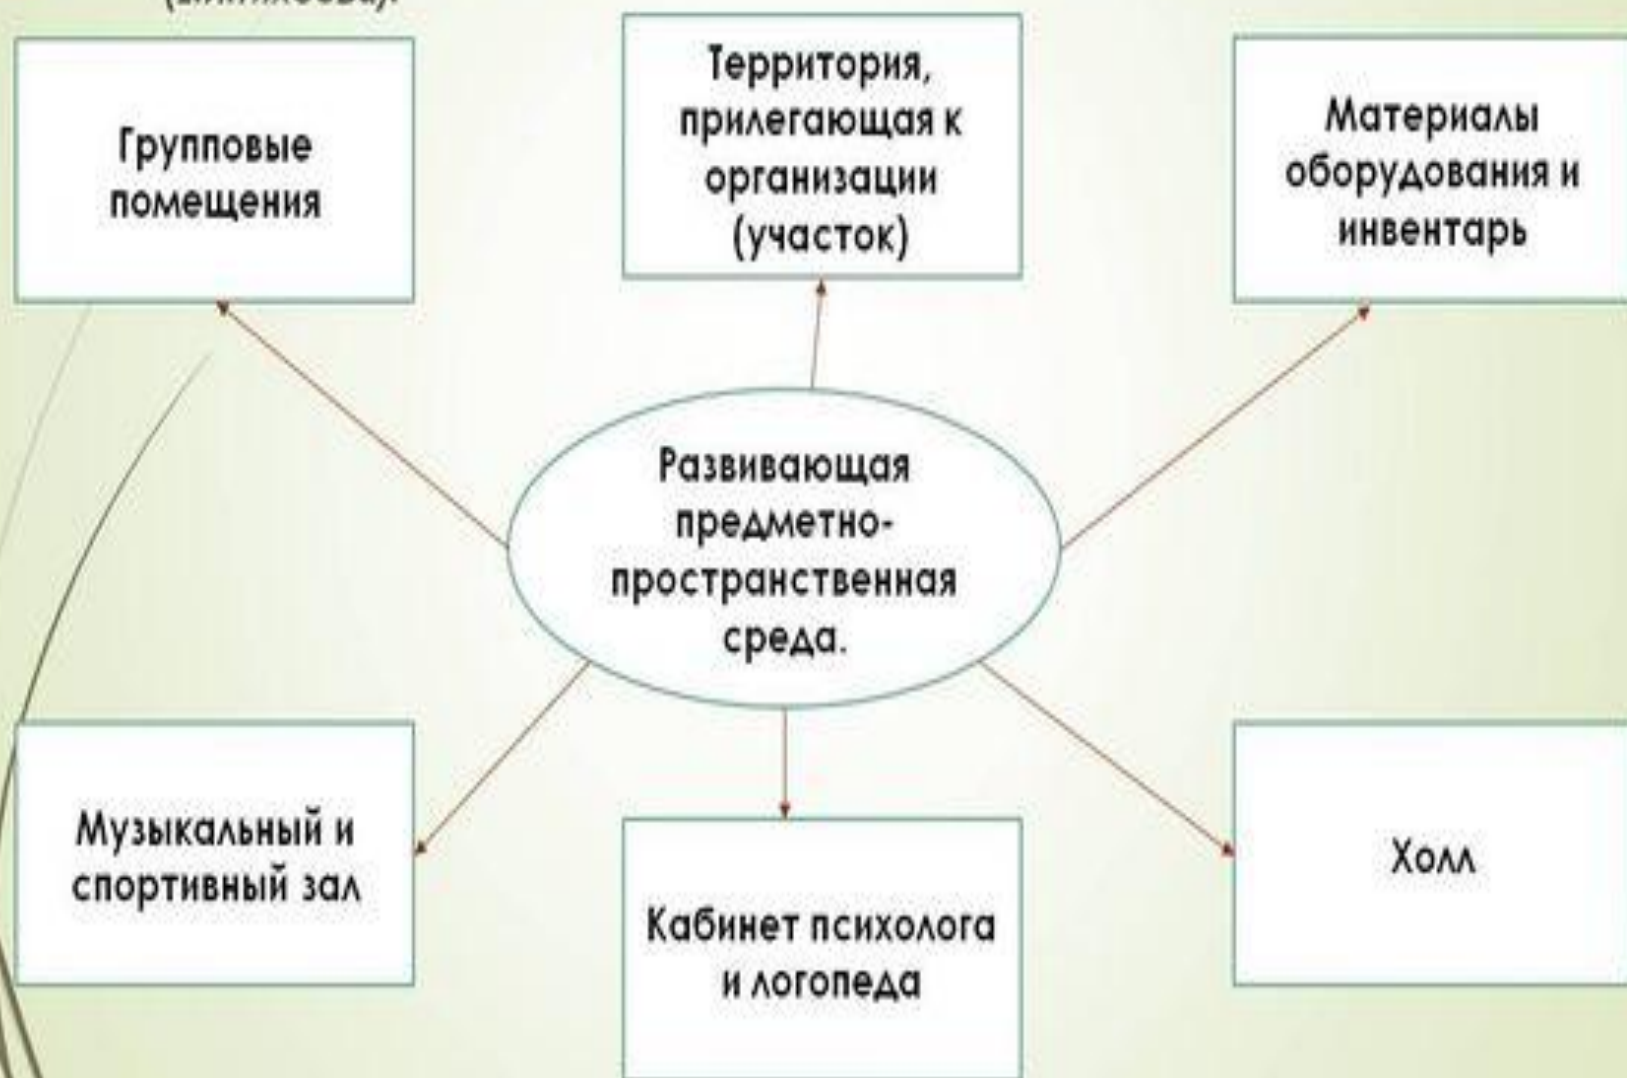 Групповые
помещения
Территория,
прилегающая к
организации
(участок)
Материалы
оборудования и
инвентарь
Развивающая
предметно-
пространственная
среда.
Музыкальный и
спортивный зал
Кабинет психолога
и логопеда
Холл